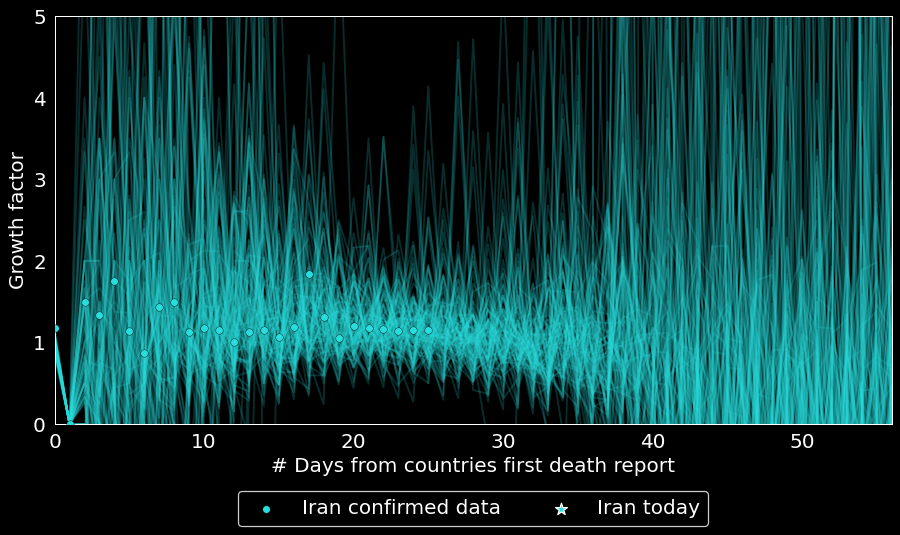 5
4
3
2
1
0
Growth factor
0 10 20 30 40 50
# Days from countries first death report
Iran confirmed data Iran today